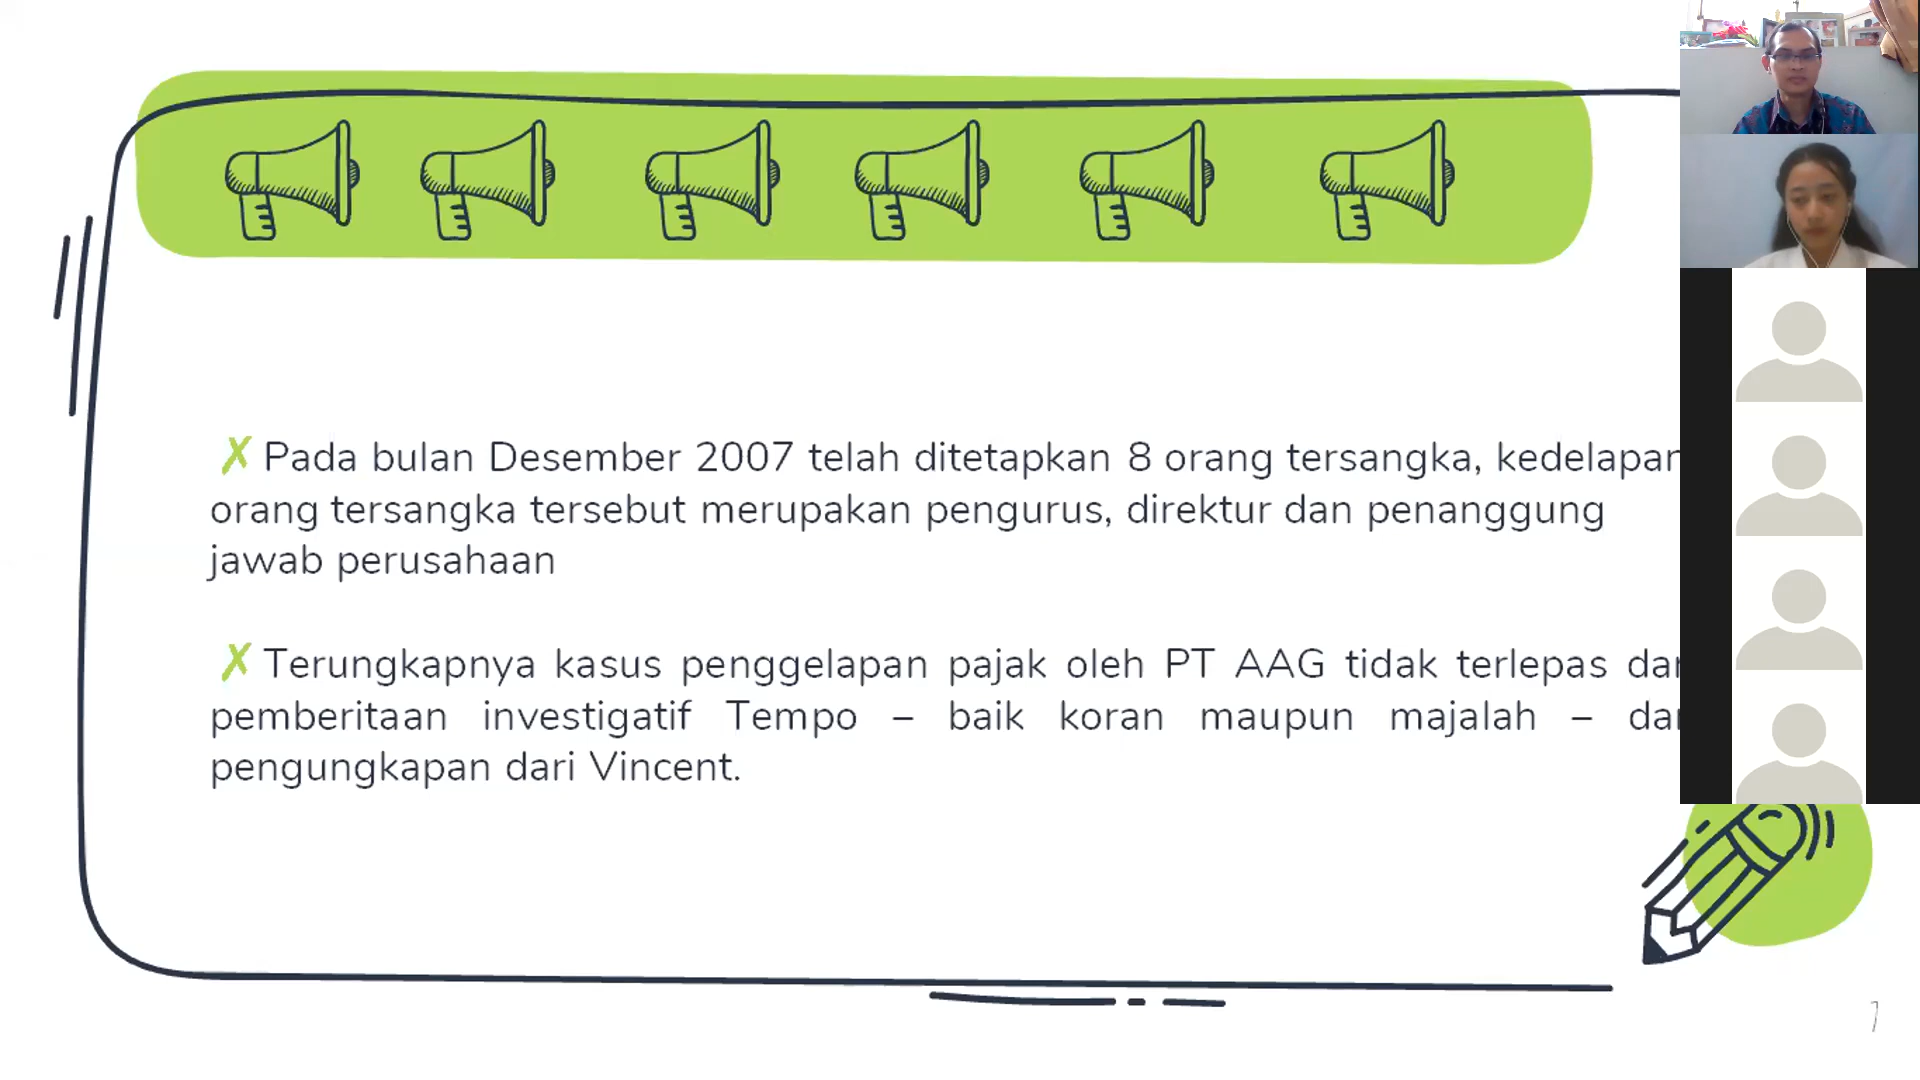 ✗ Pada bulan Desember 2007 telah ditetapkan 8 orang tersangka, kedelapan
orang tersangka tersebut merupakan pengurus, direktur dan penanggung
jawab perusahaan
✗ Terungkapnya kasus penggelapan pajak oleh PT AAG tidak terlepas
pemberitaan investigatif Tempo – baik koran maupun majalah –
pengungkapan dari Vincent.